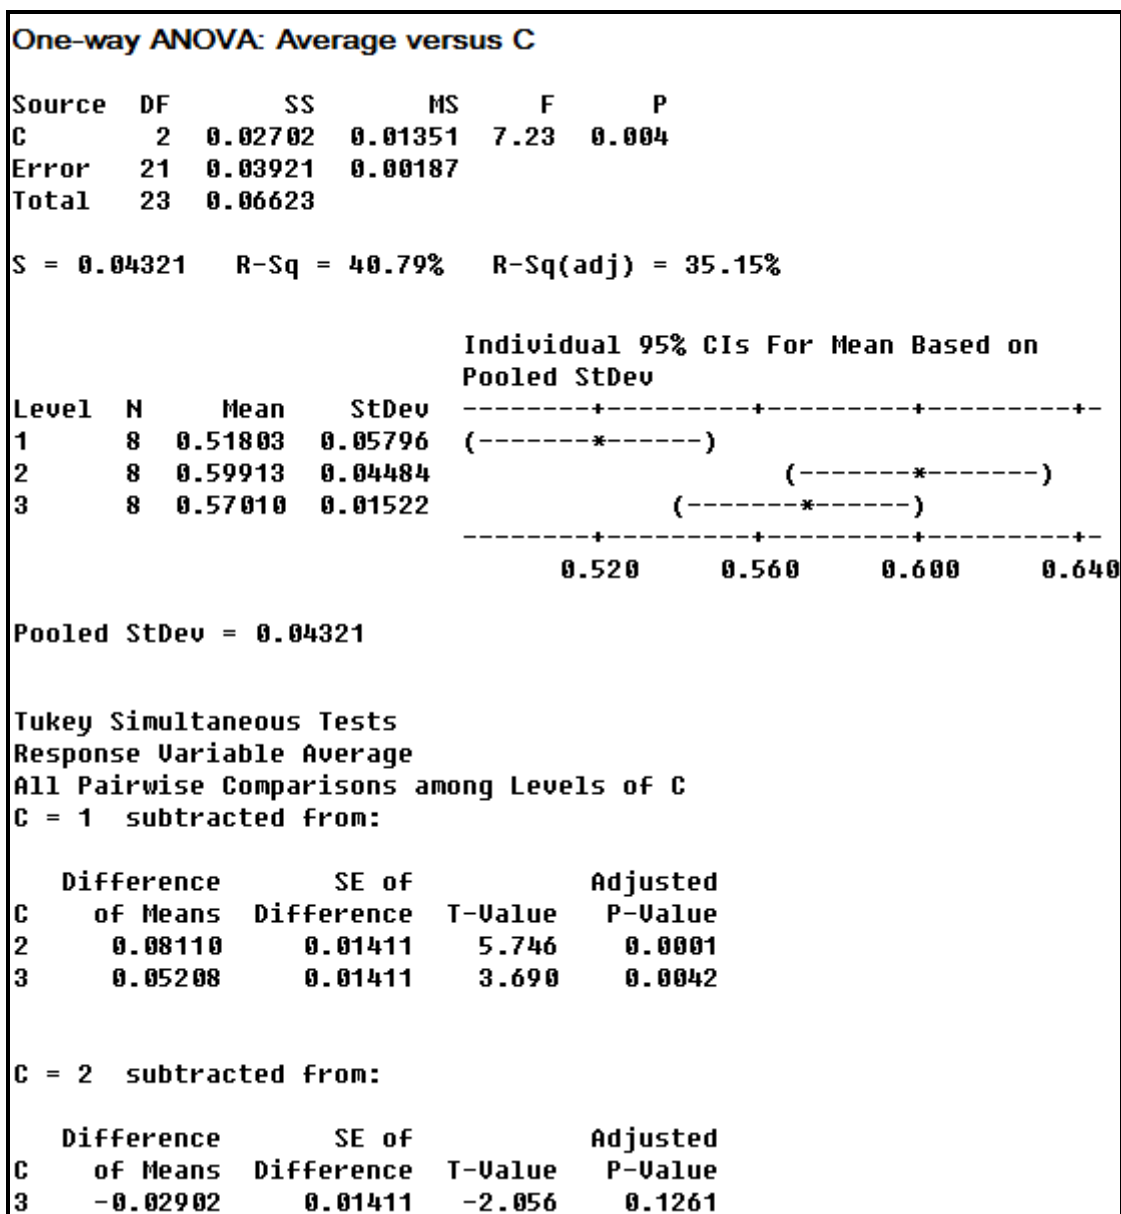 One-way ANOVA: Average versus C
Source  DF       SS       MS     F      P
C        2  0.02702  0.01351  7.23  0.004
Error   21  0.03921  0.00187
Total   23  0.06623
S = 0.04321   R-Sq = 40.79%   R-Sq(adj) = 35.15%
Individual 95% CIs For Mean Based on
Pooled StDev
Level  N     Mean    StDev  --------+---------+---------+---------+-
1      8  0.51803  0.05796  (-------*------)
2      8  0.59913  0.04484                      (-------*-------)
3      8  0.57010  0.01522               (-------*------)
--------+---------+---------+---------+-
0.520     0.560     0.600     0.640
Pooled StDev = 0.04321
Tukey Simultaneous Tests
Response Variable Average
All Pairwise Comparisons among Levels of C
C = 1  subtracted from:
Difference       SE of           Adjusted
C    of Means  Difference  T-Value   P-Value
2     0.08110     0.01411    5.746    0.0001
3     0.05208     0.01411    3.690    0.0042
C = 2  subtracted from:
Difference       SE of           Adjusted
C    of Means  Difference  T-Value   P-Value
3    -0.02902     0.01411   -2.056    0.1261